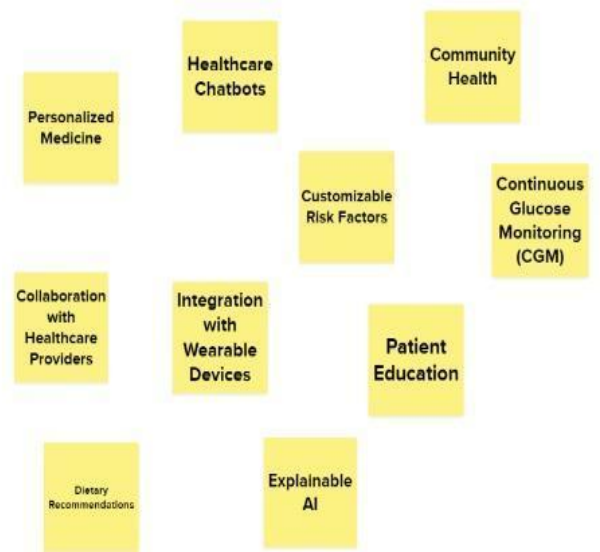 Healthcare
Chatbots
Community
Health
Personalized
Medicine
Customizable
Risk Factors
Continuous
Glucose
Monitoring
(CGM)
Collaboration
with
Healthcare
Providers
Integration
with
Wearable
Devices
Patient
Education
Dietary
Recommendations
Explainable
AI